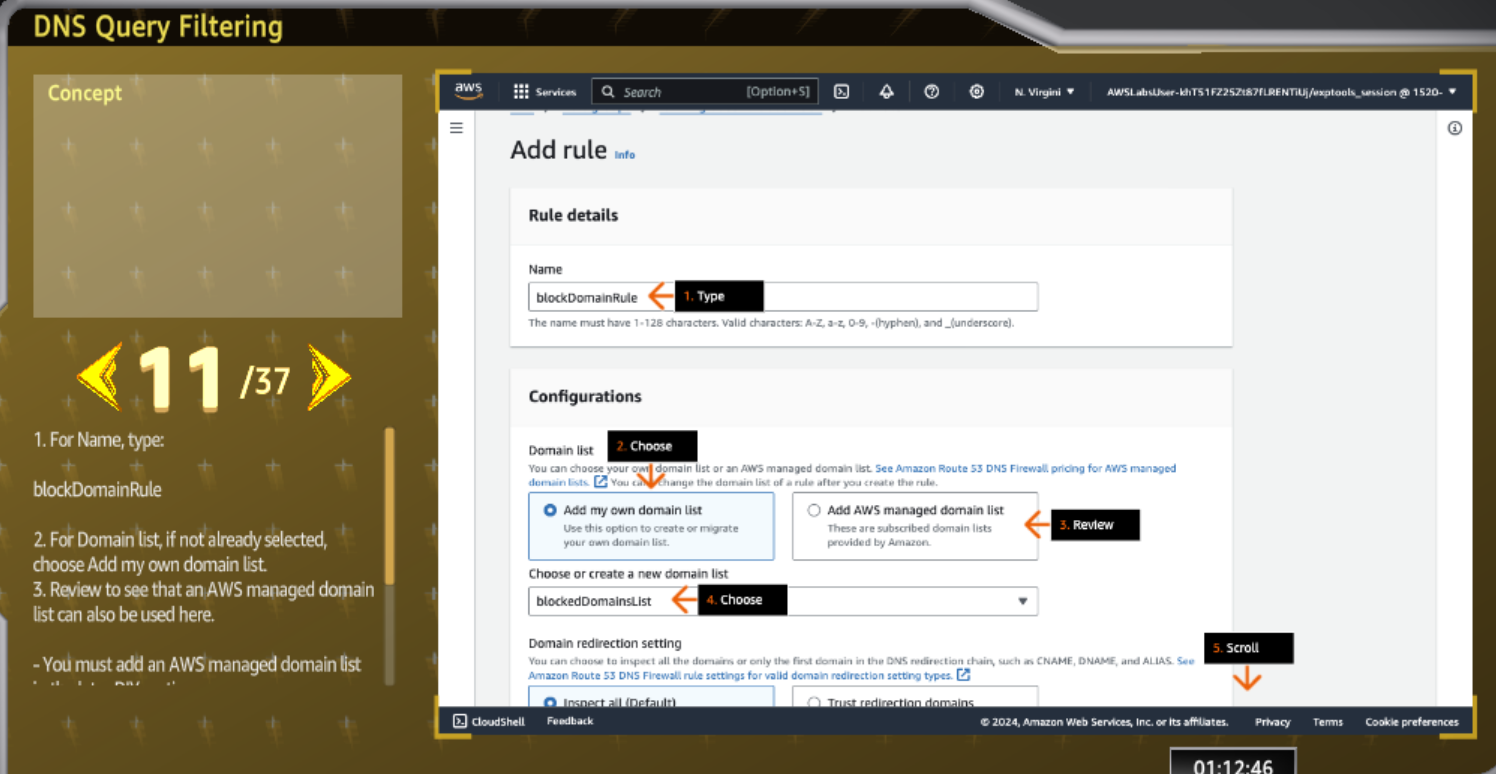 DNS Query Filtering
Concept
11 /37
1. For Name, type:
blockDomainRule
2. For Domain list, if not already selected,
choose Add my own domain list.
3. Review to see that an AWS managed domain
list can also be used here.
- You must add an AWS managed domain list
aws
Services
Search
[Option+S]
N. Virgini
AWSLabsUser-khT51FZ25Zt87fLRENTiUj/exptools_session @ 1520-
Add rule Info
Rule details
Name
blockDomainRule
1. Type
The name must have 1-128 characters. Valid characters: A-Z, a-z, 0-9, -(hyphen), and _(underscore).
Configurations
Domain list
2. Choose
You can choose your own domain list or an AWS managed domain list. See Amazon Route 53 DNS Firewall pricing for AWS managed
domain lists. You can change the domain list of a rule after you create the rule.
Add my own domain list
Use this option to create or migrate
your own domain list.
Add AWS managed domain list
These are subscribed domain lists
provided by Amazon.
3. Review
Choose or create a new domain list
blockedDomainsList
4. Choose
Domain redirection setting
You can choose to inspect all the domains or only the first domain in the DNS redirection chain, such as CNAME, DNAME, and ALIAS. See
Amazon Route 53 DNS Firewall rule settings for valid domain redirection setting types.
5. Scroll
Inspect all (Default)
Trust redirection domains
CloudShell
Feedback
© 2024, Amazon Web Services, Inc. or its affiliates.
Privacy
Terms
Cookie preferences
01:12:46